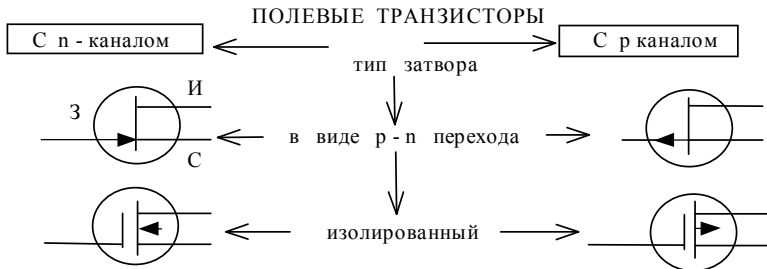 ПОЛЕВЫЕ ТРАНЗИСТОРЫ
С n - каналом
С p каналом
тип затвора
З
И
С
в виде p - n перехода
изолированный